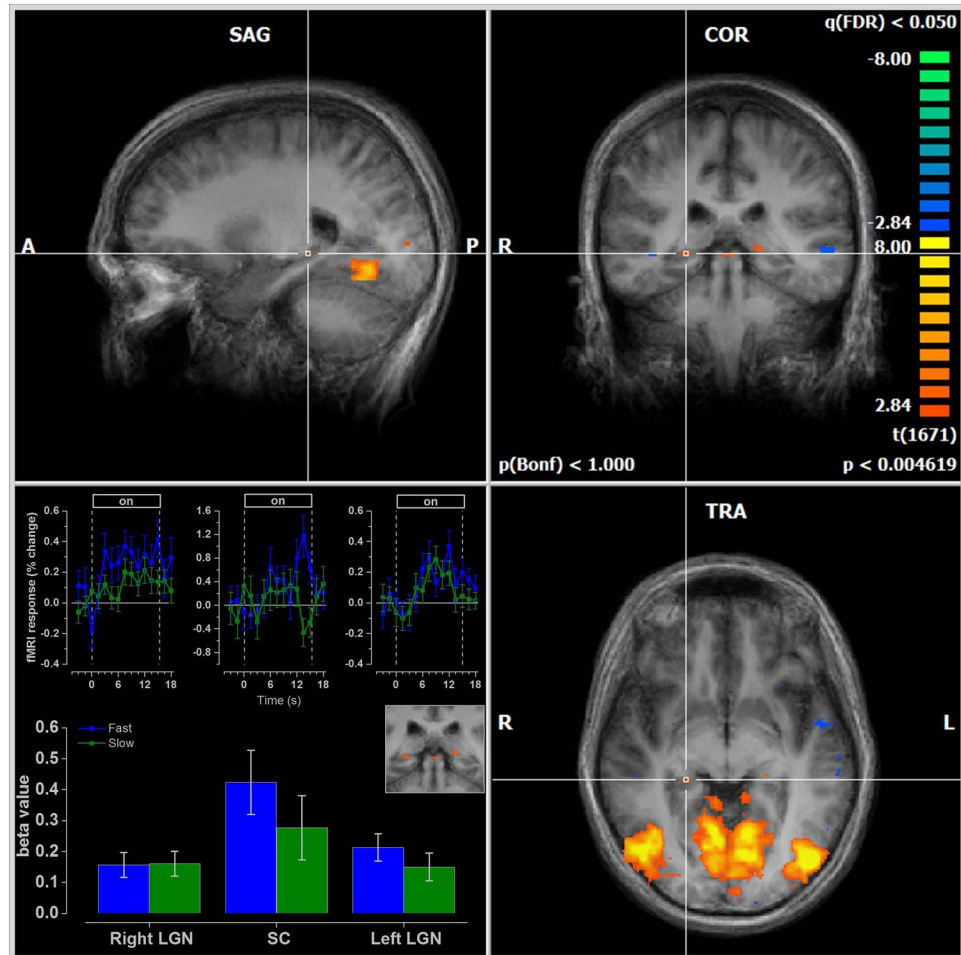 SAG
A
P
COR
R
q(FDR) < 0.050
-8.00
-2.84
8.00
2.84
t(1671)
p(Bonf) < 1.000
p < 0.004619
on
on
on
fMRI response (% change)
0.6
0.4
0.2
0.0
-0.2
-0.4
1.6
1.2
0.8
0.4
0.0
-0.4
-0.8
0.6
0.4
0.2
0.0
-0.2
-0.4
0 6 12 18
0 6 12 18
0 6 12 18
Time (s)
Fast
Slow
beta value
0.6
0.5
0.4
0.3
0.2
0.1
0.0
Right LGN
SC
Left LGN
TRA
R
L